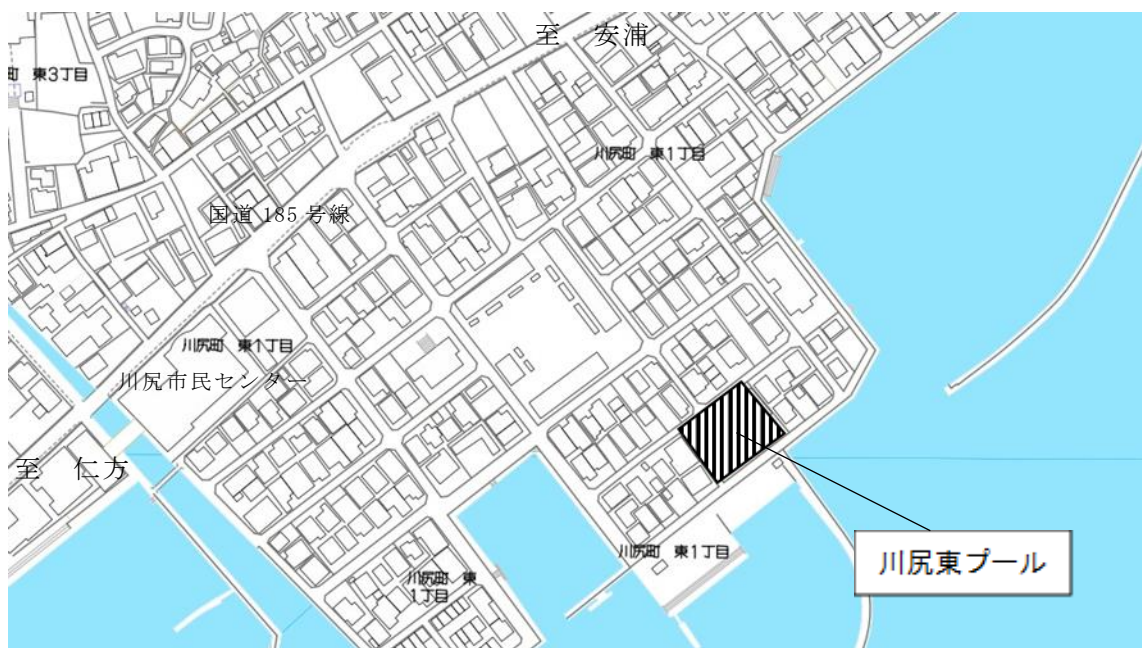 至 安浦
町 東3丁目
川尻町 東1丁目
国道 185 号線
川尻町 東1丁目
川尻市民センター
至 仁方
川尻町 東1丁目
川尻東プール
川尻町 東
1丁目